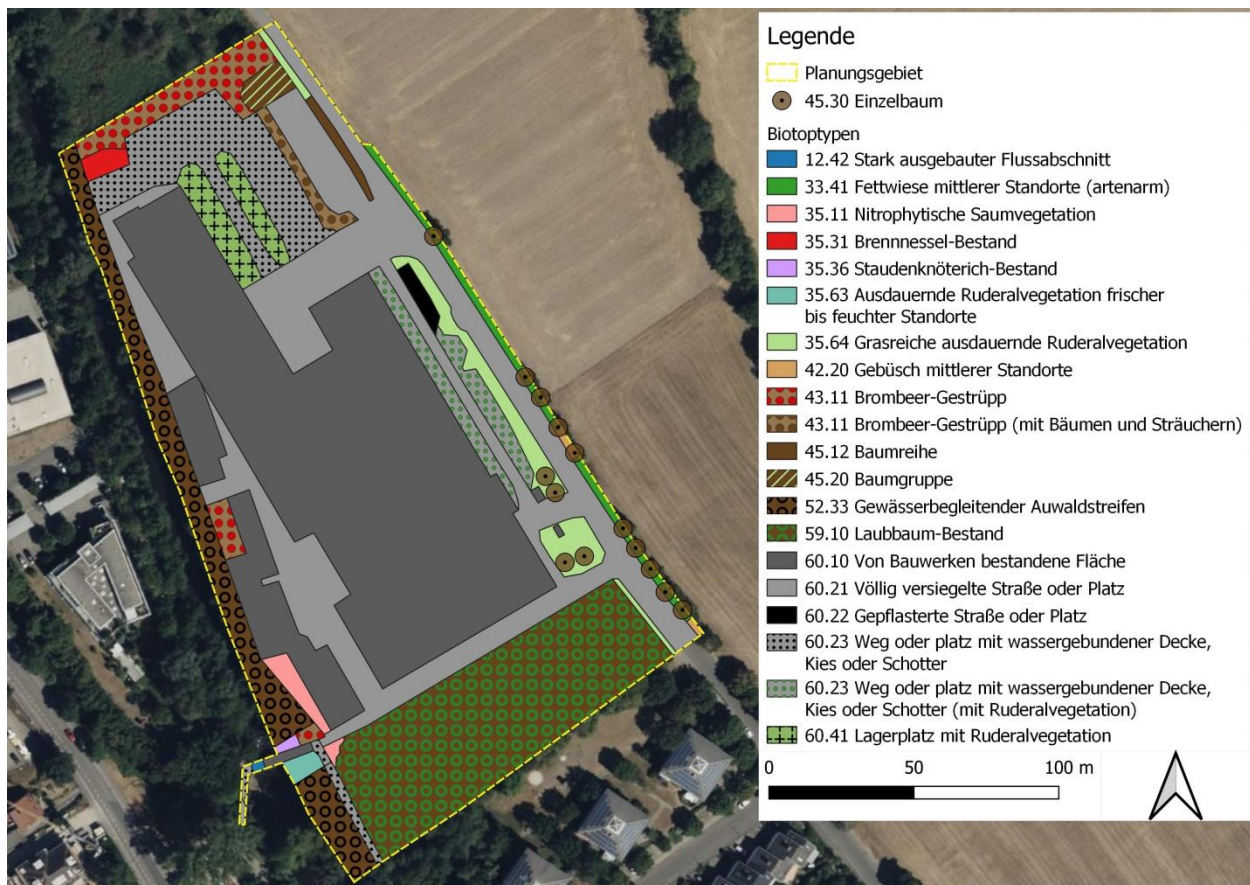 Legende
Planungsgebiet
45.30 Einzelbaum
Biotoptypen
12.42 Stark ausgebauter Flussabschnitt
33.41 Fettwiese mittlerer Standorte (artenarm)
35.11 Nitrophytische Saumvegetation
35.31 Brennnessel-Bestand
35.36 Staudenknöterich-Bestand
35.63 Ausdauernde Ruderalvegetation frischer
bis feuchter Standorte
35.64 Grasreiche ausdauernde Ruderalvegetation
42.20 Gebüsch mittlerer Standorte
43.11 Brombeer-Gestrüpp
43.11 Brombeer-Gestrüpp (mit Bäumen und Sträuchern)
45.12 Baumreihe
45.20 Baumgruppe
52.33 Gewässerbegleitender Auwaldstreifen
59.10 Laubbaum-Bestand
60.10 Von Bauwerken bestandene Fläche
60.21 Völlig versiegelte Straße oder Platz
60.22 Gepflasterte Straße oder Platz
60.23 Weg oder platz mit wassergebundener Decke,
Kies oder Schotter
60.23 Weg oder platz mit wassergebundener Decke,
Kies oder Schotter (mit Ruderalvegetation)
60.41 Lagerplatz mit Ruderalvegetation
0 50 100 m